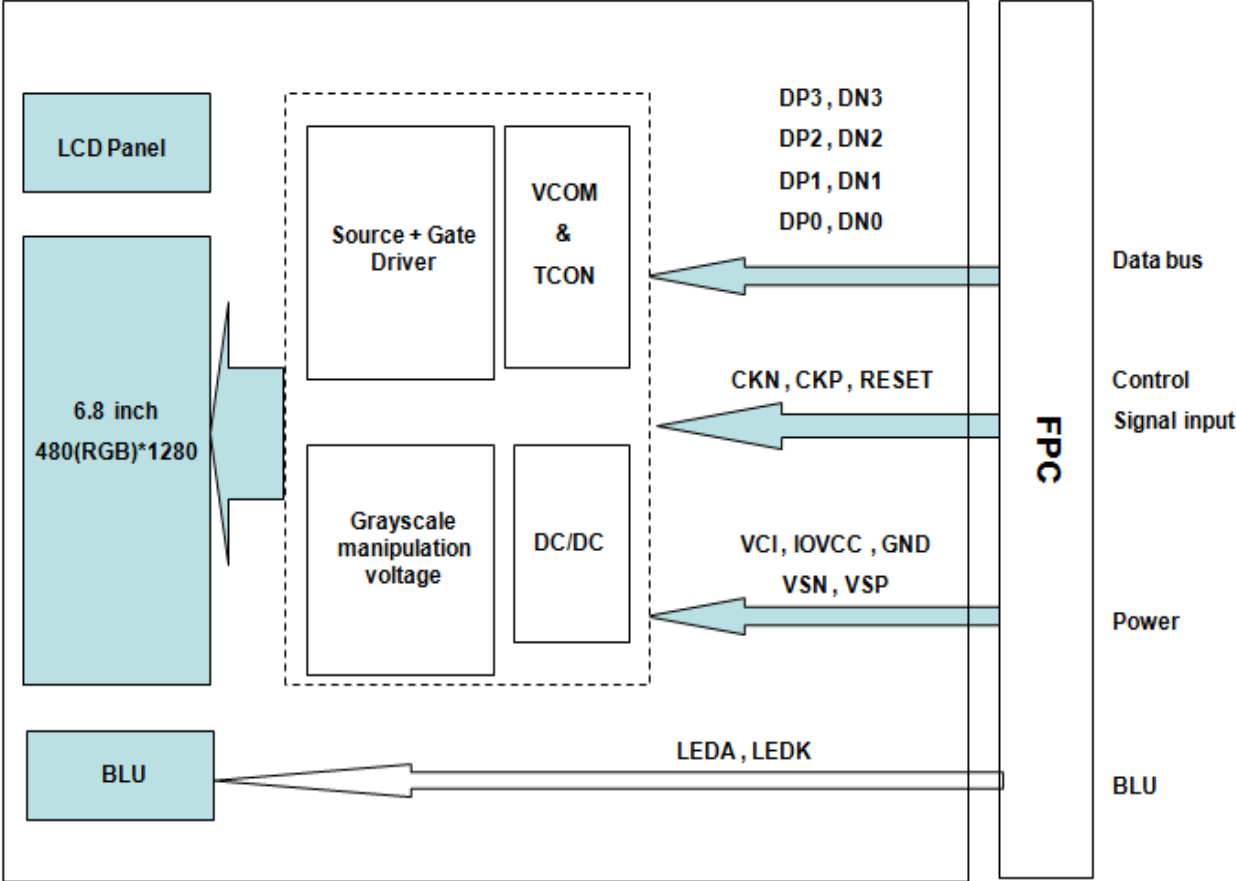 LCD Panel
6.8 inch
480(RGB)*1280
BLU
Source + Gate
Driver
VCOM
&
TCON
Grayscale
manipulation
voltage
DC/DC
DP3 , DN3
DP2 , DN2
DP1 , DN1
DP0 , DN0
CKN , CKP , RESET
VCI, IOVCC , GND
VSN , VSP
LEDA , LEDK
FPC
Data bus
Control
Signal input
Power
BLU